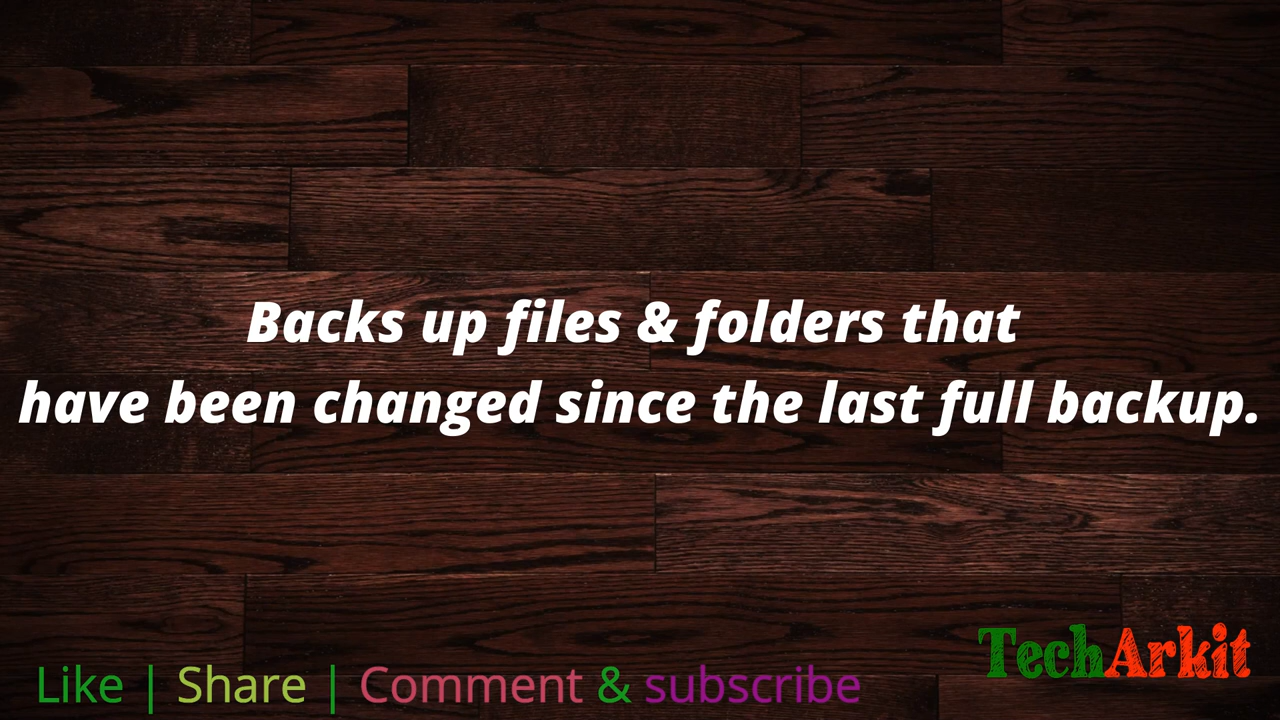 Backs up files & folders that
have been changed since the last full backup.
TechArkit
Like | Share | Comment & subscribe